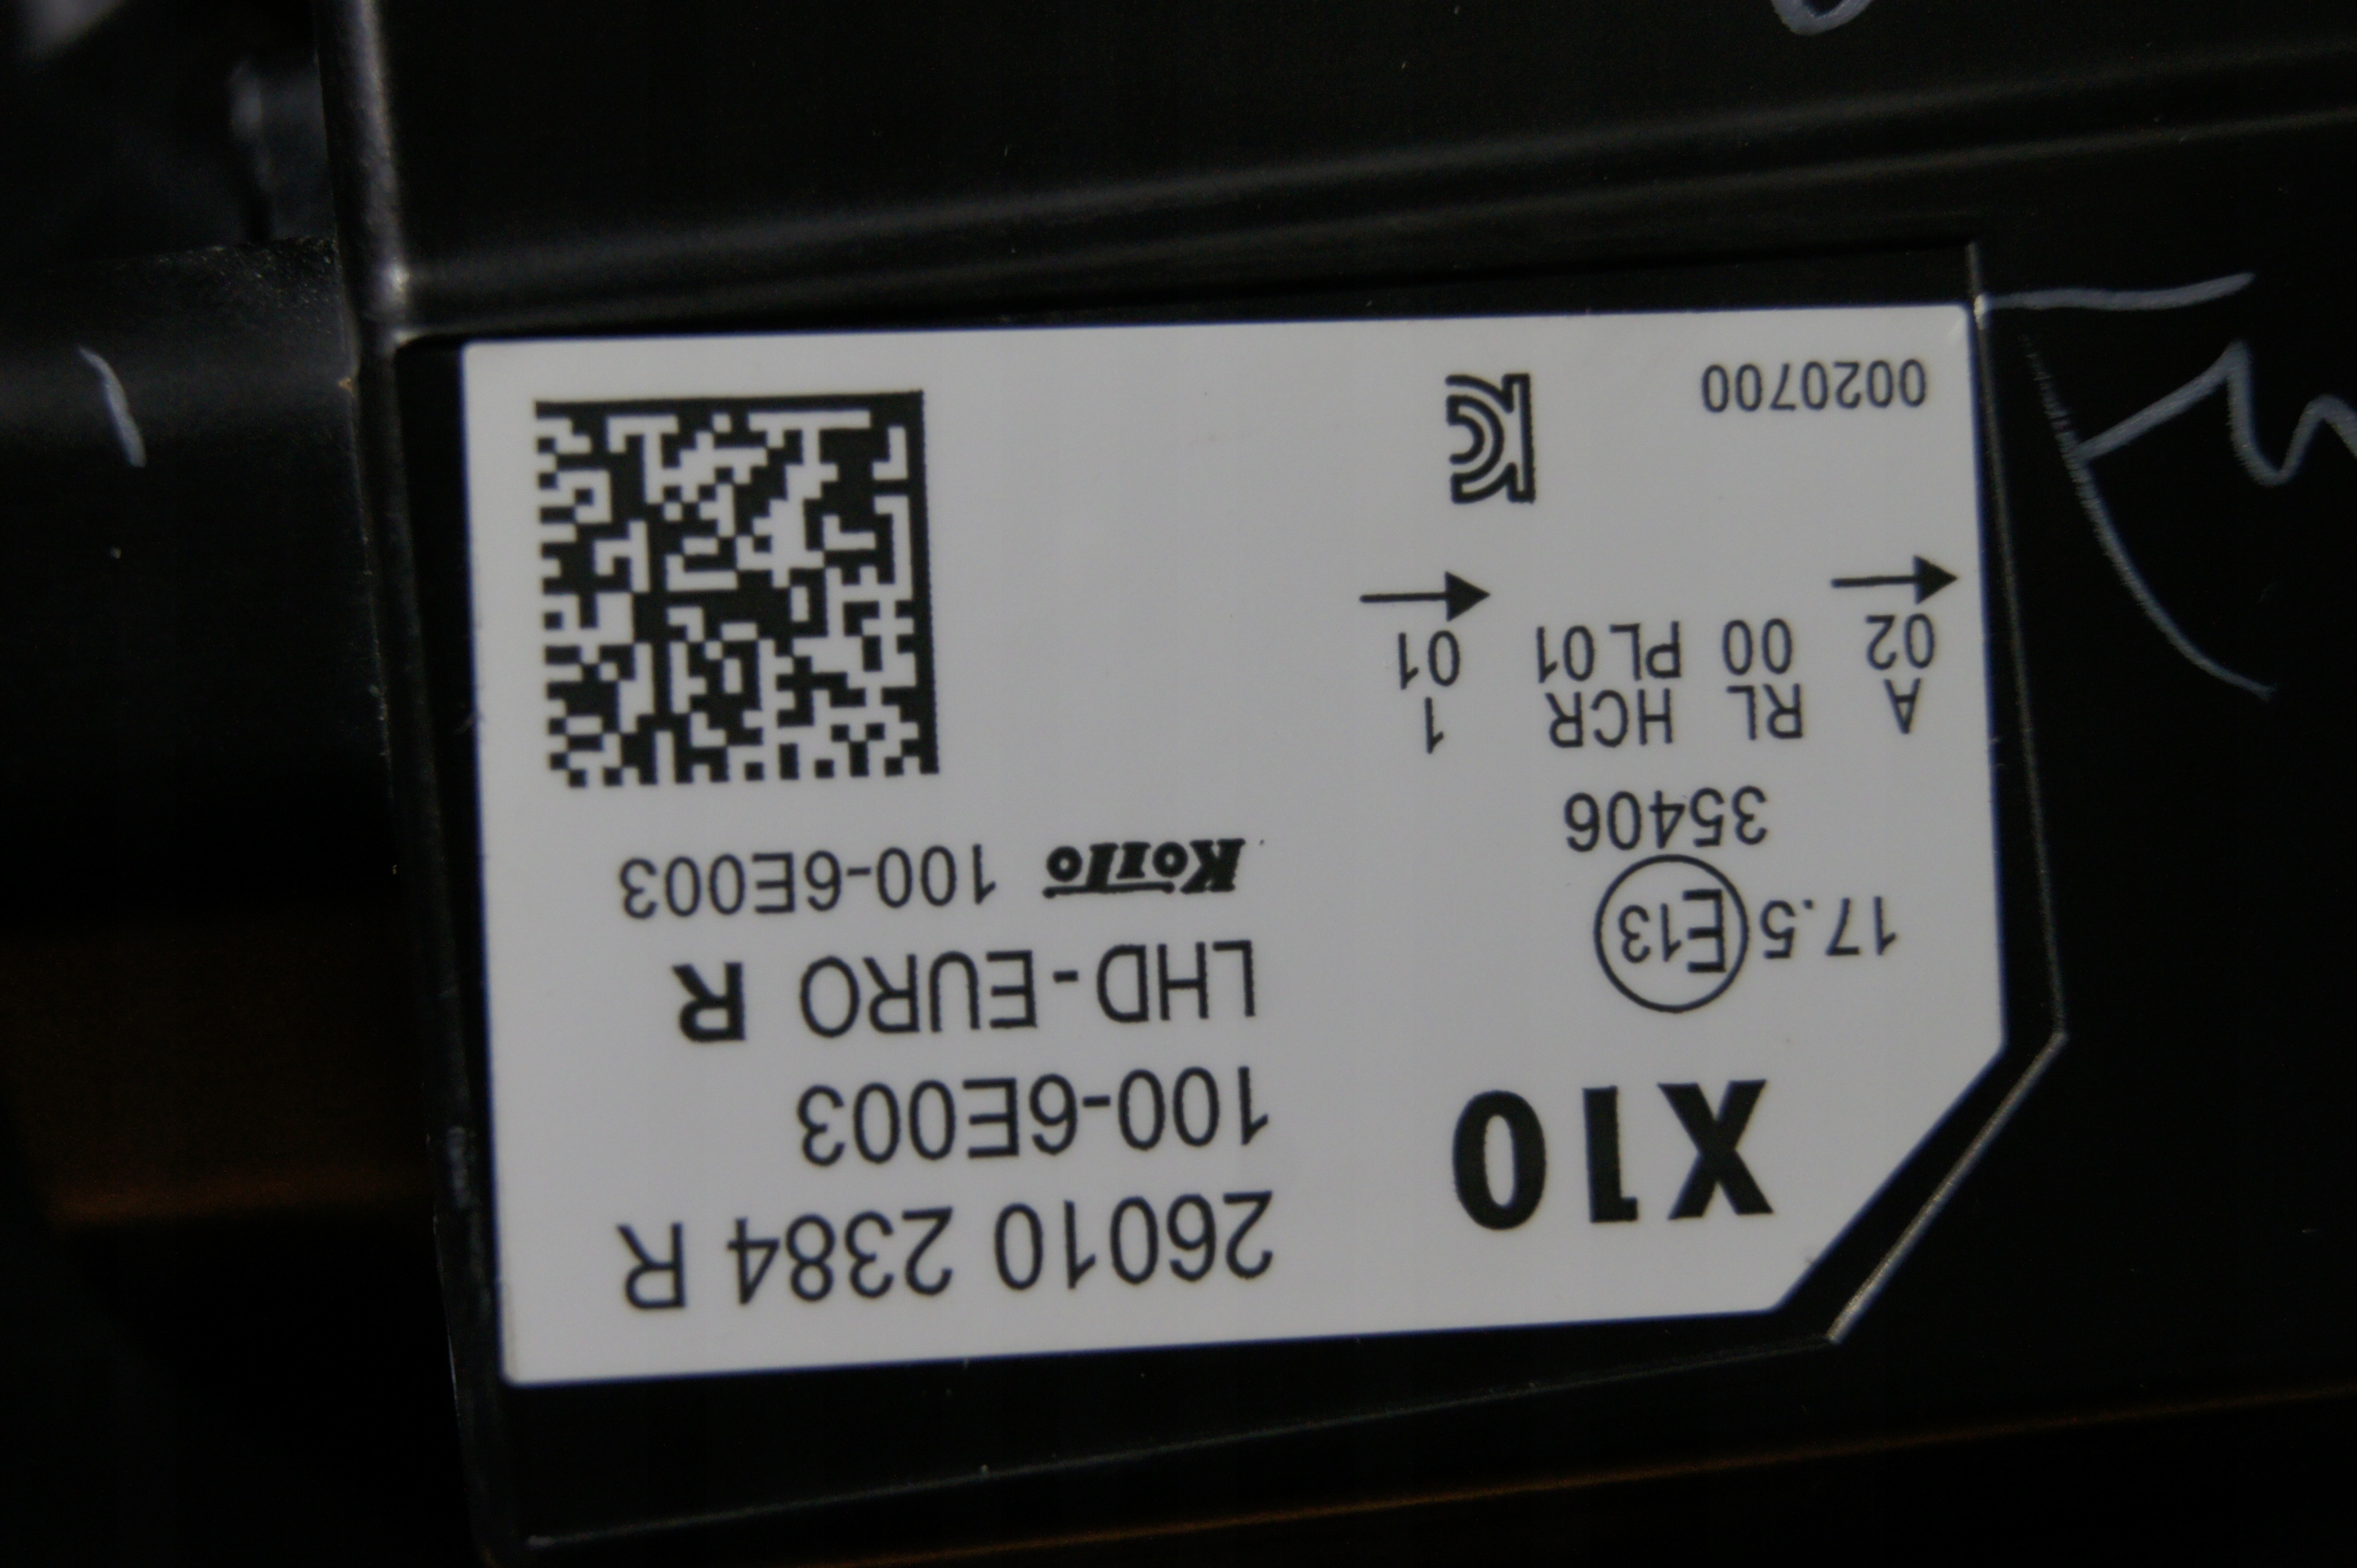 X10
26010 2384 R
100-6E003
LHD-EURO R
Koito 100-6E003
17.5 E13
35406
A RL HCR 1
02 00 PL01 01
0020700